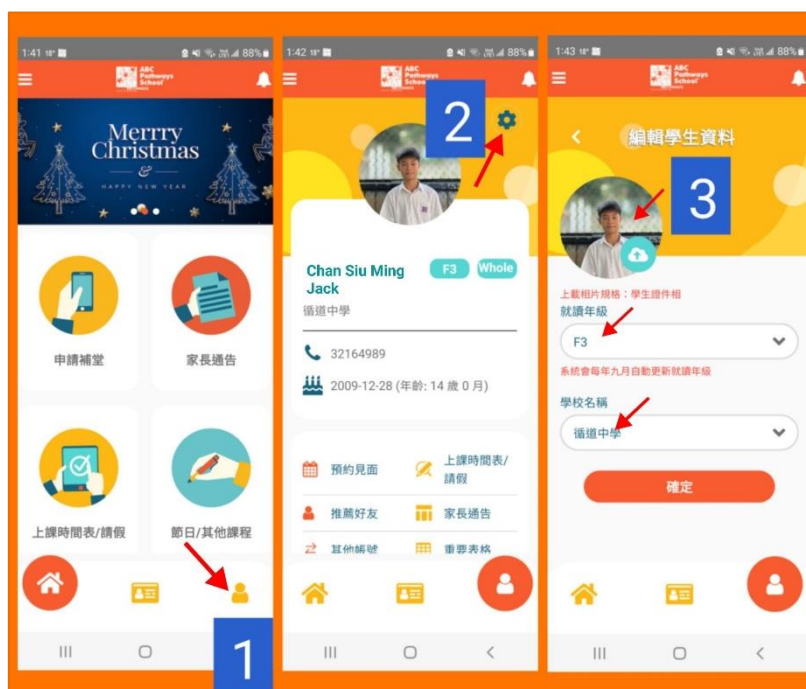 1:41 18°
88%
ABC
Pathways
School
Merrry
Christmas
&
HAPPY NEW YEAR
申請補堂
家長通告
上課時間表/請假
節日/其他課程
1
1:42 18°
88%
ABC
Pathways
School
2
Chan Siu Ming
Jack
F3
Whole
循道中學
32164989
2009-12-28 (年齡: 14 歲 0 月)
預約見面
上課時間表/
請假
推薦好友
家長通告
其他帳號
重要表格
1:43 18°
88%
ABC
Pathways
School
編輯學生資料
3
上載相片規格：學生證件相
就讀年級
F3
系統會每年九月自動更新就讀年級
學校名稱
循道中學
確定